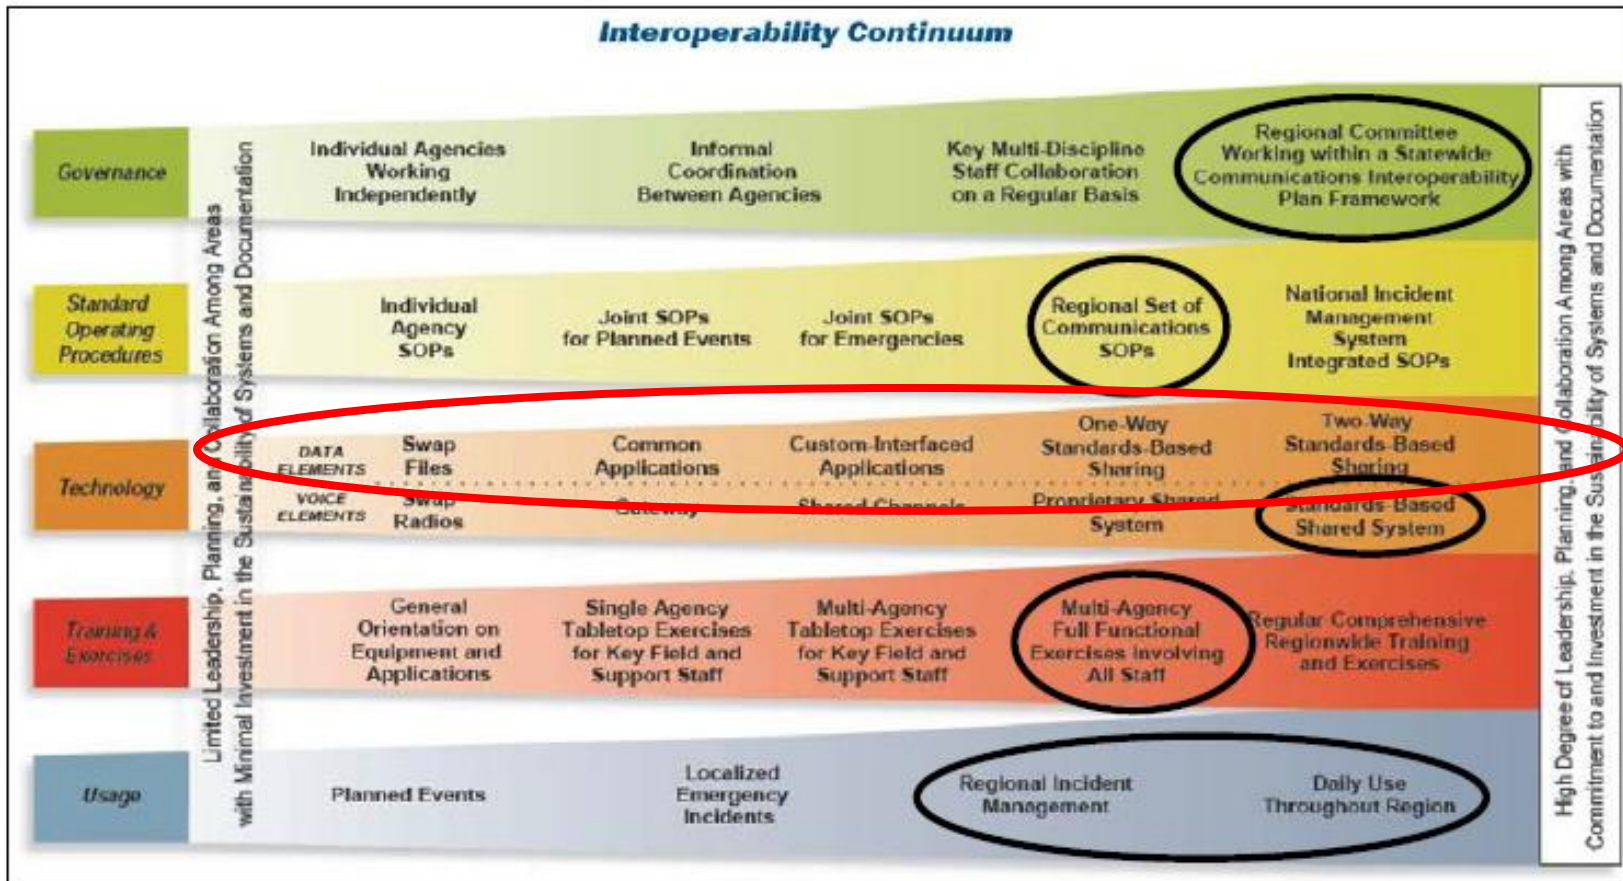 Interoperability Continuum
Limited Leadership, Planning, and Collaboration Among Areas
with Minimal Investment in the Sustainability of Systems and Documentation
Governance
Individual Agencies
Working
Independently
Informal
Coordination
Between Agencies
Key Multi-Discipline
Staff Collaboration
on a Regular Basis
Regional Committee
Working within a Statewide
Communications Interoperability
Plan Framework
Standard
Operating
Procedures
Individual
Agency
SOPs
Joint SOPs
for Planned Events
Joint SOPs
for Emergencies
Regional Set of
Communications
SOPs
National Incident
Management
System
Integrated SOPs
Technology
DATA
ELEMENTS
Swap
Files
Common
Applications
Custom-Interfaced
Applications
One-Way
Standards-Based
Sharing
Two-Way
Standards-Based
Sharing
VOICE
ELEMENTS
Swap
Radios
Gateway
Shared Channels
Proprietary Shared
System
Standards-Based
Shared System
Training &
Exercises
General
Orientation on
Equipment and
Applications
Single Agency
Tabletop Exercises
for Key Field and
Support Staff
Multi-Agency
Tabletop Exercises
for Key Field and
Support Staff
Multi-Agency
Full Functional
Exercises Involving
All Staff
Regular Comprehensive
Regionwide Training
and Exercises
Usage
Planned Events
Localized
Emergency
Incidents
Regional Incident
Management
Daily Use
Throughout Region
High Degree of Leadership, Planning, and Collaboration Among Areas with
Commitment to and Investment in the Sustainability of Systems and Documentation